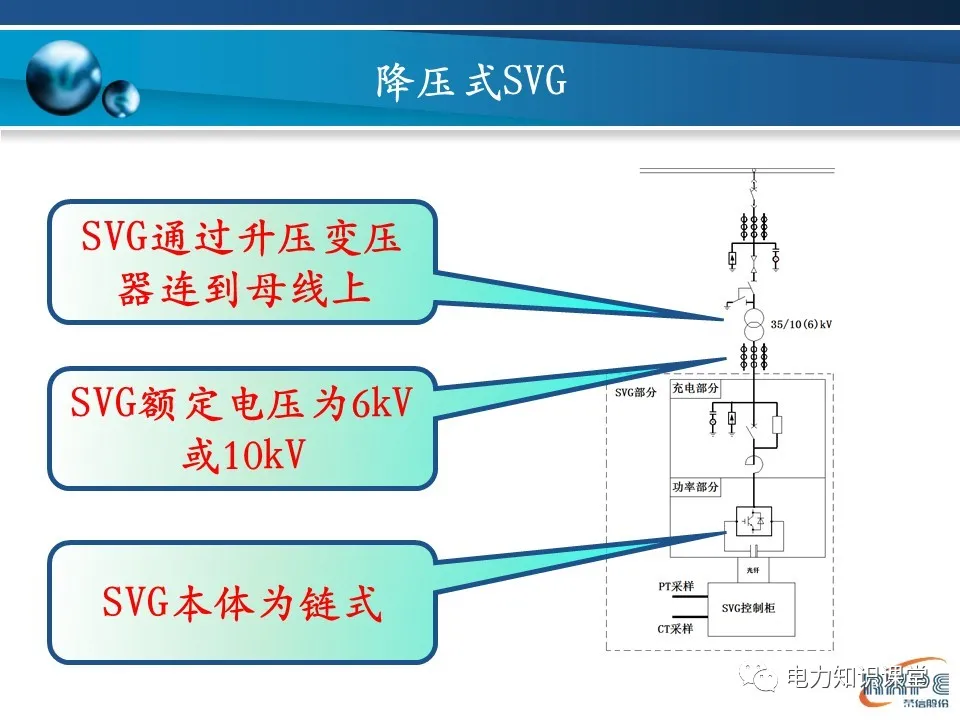 降压式SVG
SVG通过升压变压
器连到母线上
35/10(6)kV
SVG额定电压为6kV
或10kV
SVG部分
充电部分
功率部分
SVG本体为链式
光纤
PT采样
SVG控制柜
CT采样
电力知识课堂
RXPE
荣信股份